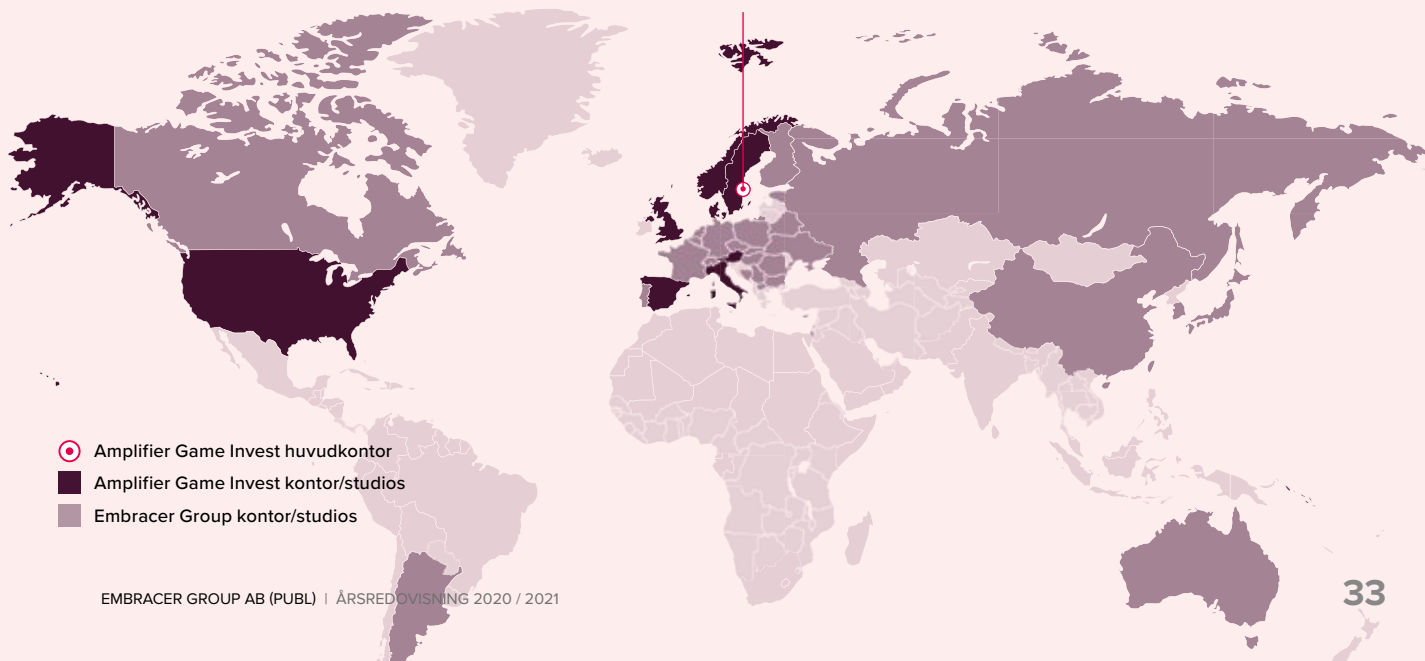 Amplifier Game Invest huvudkontor
Amplifier Game Invest kontor/studios
Embracer Group kontor/studios
EMBRACER GROUP AB (PUBL) | ÅRSREDOVISNING 2020 / 2021
33